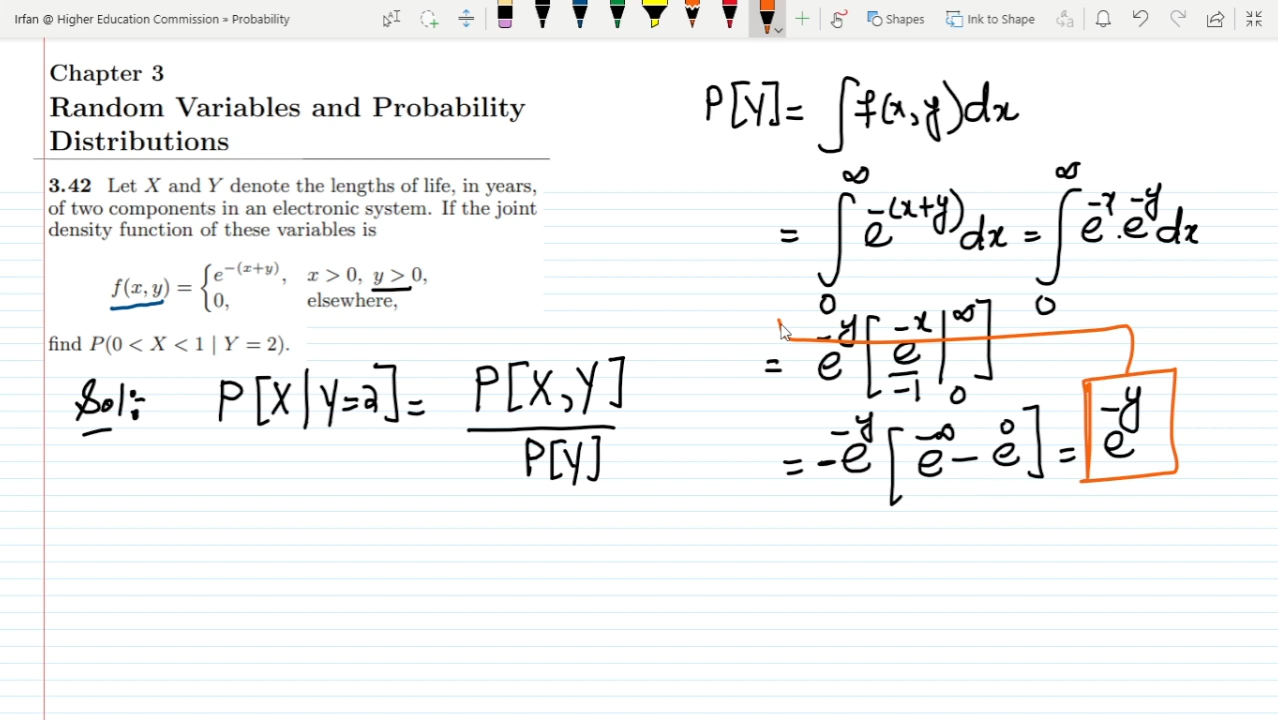 Irfan @ Higher Education Commission » Probability
Shapes
Ink to Shape
Chapter 3
Random Variables and Probability
Distributions
3.42 Let X and Y denote the lengths of life, in years,
of two components in an electronic system. If the joint
density function of these variables is
f(x, y) = { e^{-(x+y)}, x > 0, y > 0,
0, elsewhere,
find P(0 < X < 1 | Y = 2).
Sol:- P[X|Y=2] = P[X,Y] / P[Y]
P[Y] = ∫ f(x,y) dx
= ∫_0^∞ e^{-(x+y)} dx = ∫_0^∞ e^{-x} . e^{-y} dx
= e^{-y} [ e^{-x} / -1 |_0^∞ ]
= -e^{-y} [ e^{-∞} - e^0 ] = e^{-y}